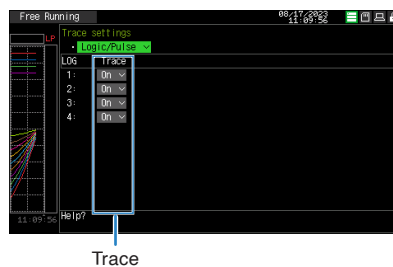 Free Running
08/17/2023
11:09:56
LP
Trace settings
Logic/Pulse
LOG Trace
1: On
2: On
3: On
4: On
Help?
11:09:56
Trace